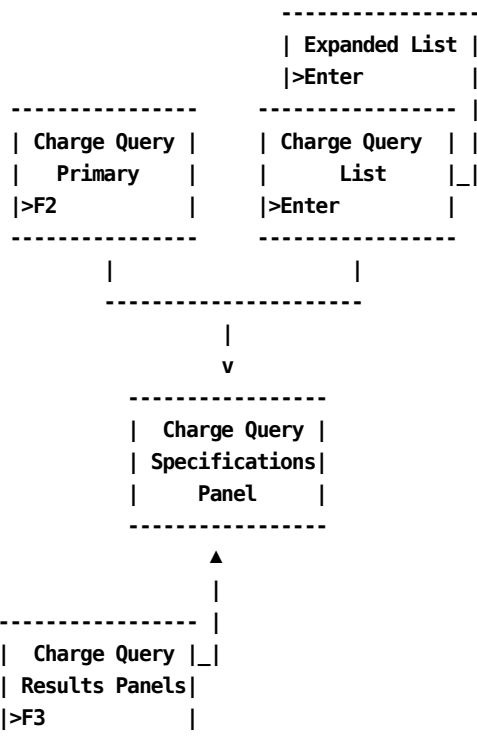 Expanded List
>Enter
Charge Query
Primary
>F2
Charge Query
List
>Enter
v
Charge Query
Specifications
Panel
Charge Query
Results Panels
>F3